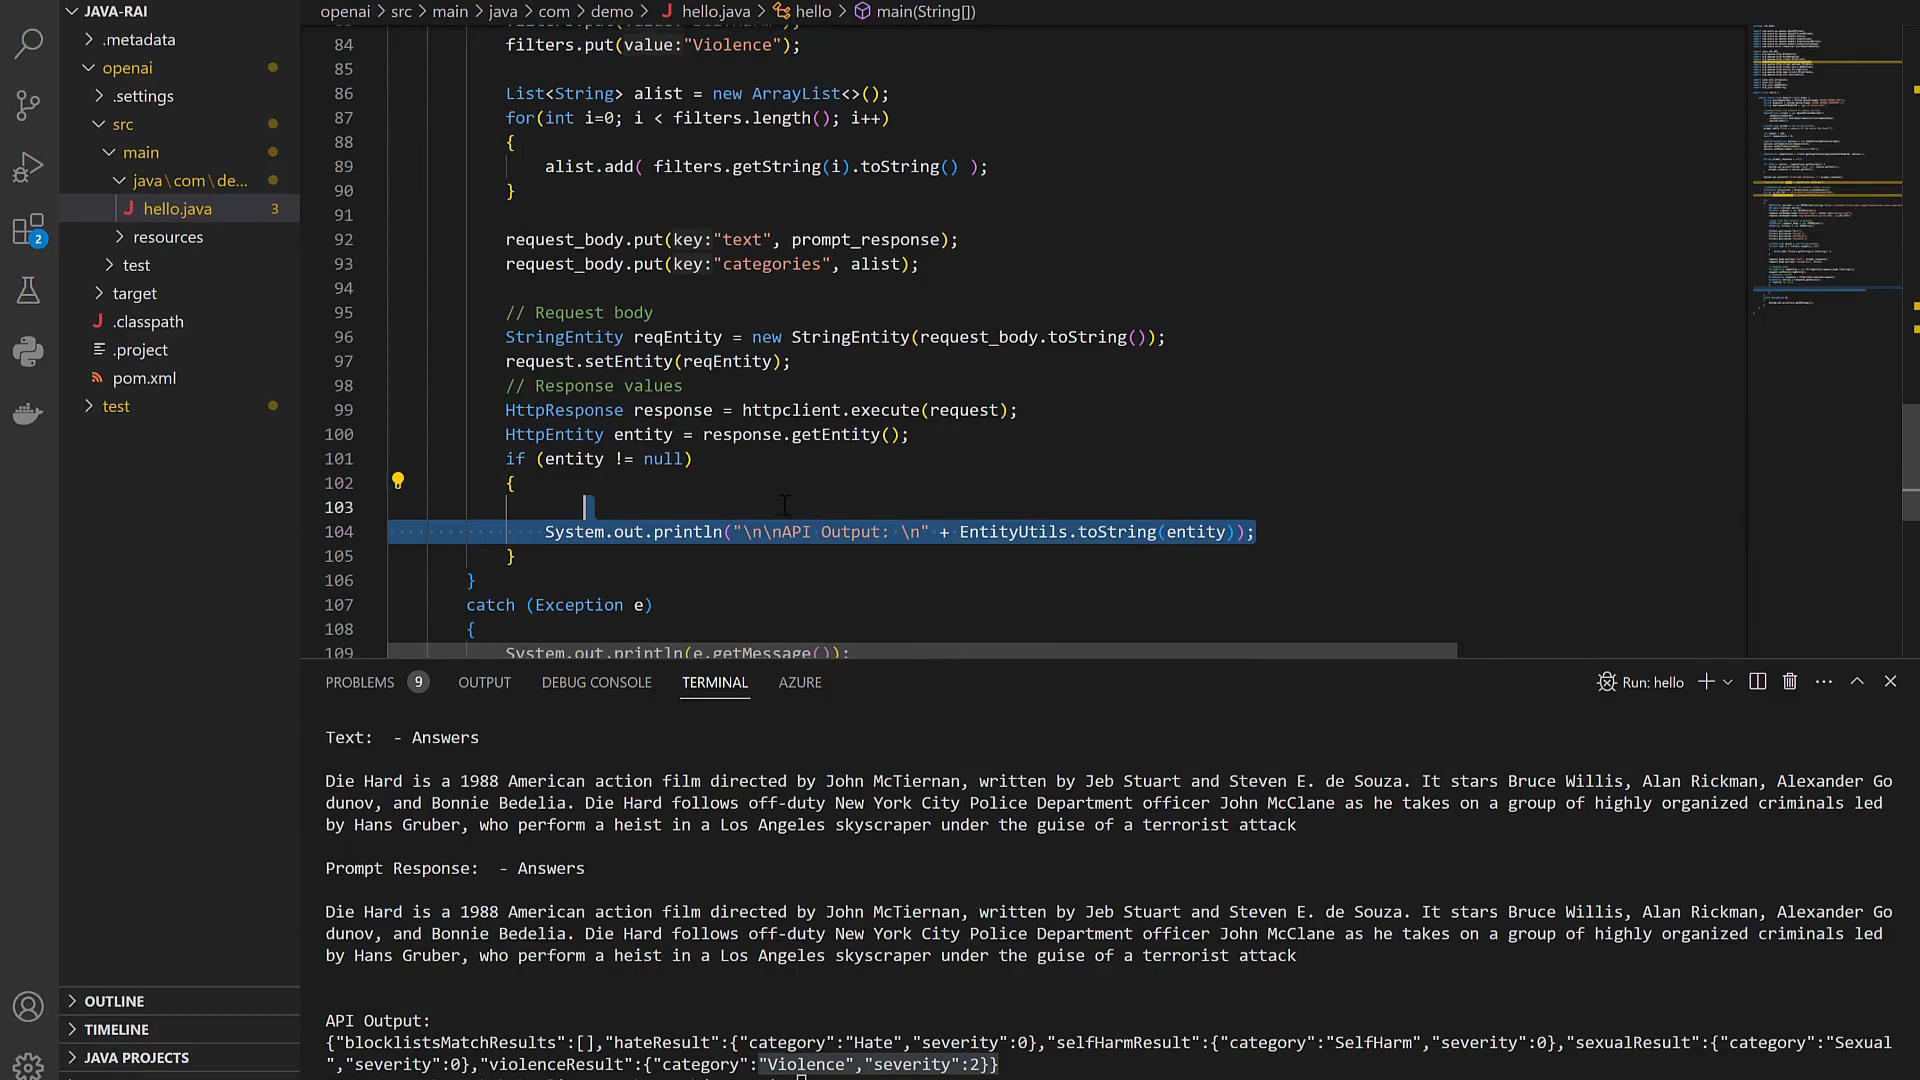 JAVA-RAI
openai > src > main > java > com > demo > J hello.java > hello > main(String[])
.metadata
openai
.settings
src
main
java\com\de...
J hello.java 3
resources
test
target
J .classpath
.project
pom.xml
test
2
84 filters.put(value:"Violence");
85
86 List<String> alist = new ArrayList<>();
87 for(int i=0; i < filters.length(); i++)
88 {
89 alist.add( filters.getString(i).toString() );
90 }
91
92 request_body.put(key:"text", prompt_response);
93 request_body.put(key:"categories", alist);
94
95 // Request body
96 StringEntity reqEntity = new StringEntity(request_body.toString());
97 request.setEntity(reqEntity);
98 // Response values
99 HttpResponse response = httpclient.execute(request);
100 HttpEntity entity = response.getEntity();
101 if (entity != null)
102 {
103
104 System.out.println("\n\nAPI Output: \n" + EntityUtils.toString(entity));
105 }
106 }
107 catch (Exception e)
108 {
109 System.out.println(e.getMessage());
PROBLEMS 9 OUTPUT DEBUG CONSOLE TERMINAL AZURE
Run: hello
Text:  - Answers
Die Hard is a 1988 American action film directed by John McTiernan, written by Jeb Stuart and Steven E. de Souza. It stars Bruce Willis, Alan Rickman, Alexander Go
dunov, and Bonnie Bedelia. Die Hard follows off-duty New York City Police Department officer John McClane as he takes on a group of highly organized criminals led
by Hans Gruber, who perform a heist in a Los Angeles skyscraper under the guise of a terrorist attack
Prompt Response:  - Answers
Die Hard is a 1988 American action film directed by John McTiernan, written by Jeb Stuart and Steven E. de Souza. It stars Bruce Willis, Alan Rickman, Alexander Go
dunov, and Bonnie Bedelia. Die Hard follows off-duty New York City Police Department officer John McClane as he takes on a group of highly organized criminals led
by Hans Gruber, who perform a heist in a Los Angeles skyscraper under the guise of a terrorist attack
API Output:
{"blocklistsMatchResults":[],"hateResult":{"category":"Hate","severity":0},"selfHarmResult":{"category":"SelfHarm","severity":0},"sexualResult":{"category":"Sexual
","severity":0},"violenceResult":{"category":"Violence","severity":2}}
OUTLINE
TIMELINE
JAVA PROJECTS